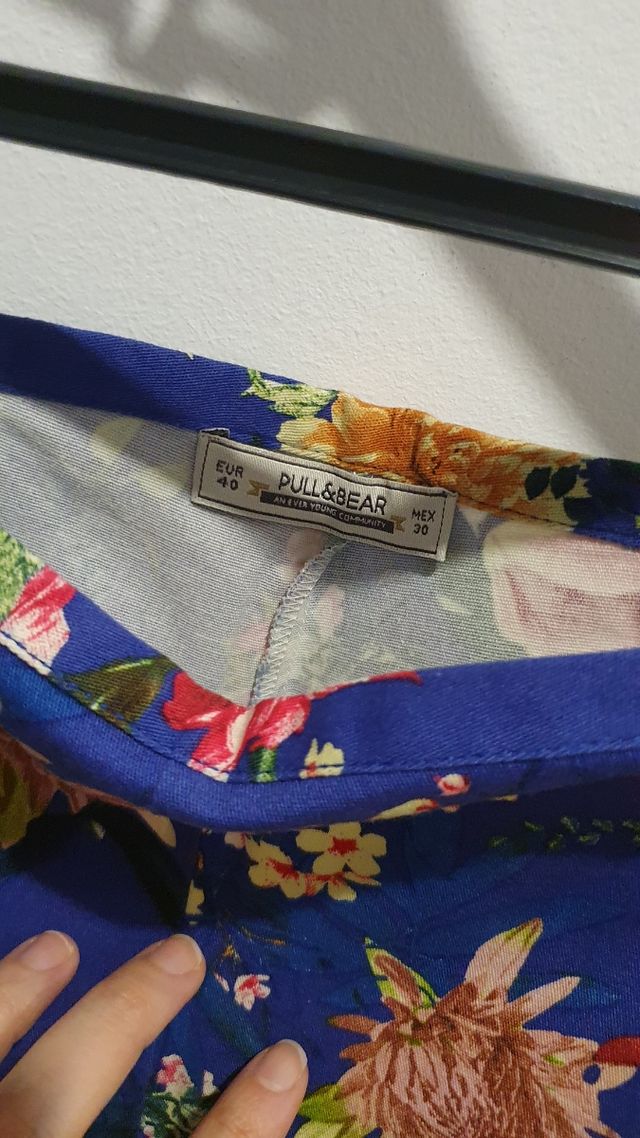 EUR
40
PULL&BEAR
AN EVER YOUNG COMMUNITY
MEX
30